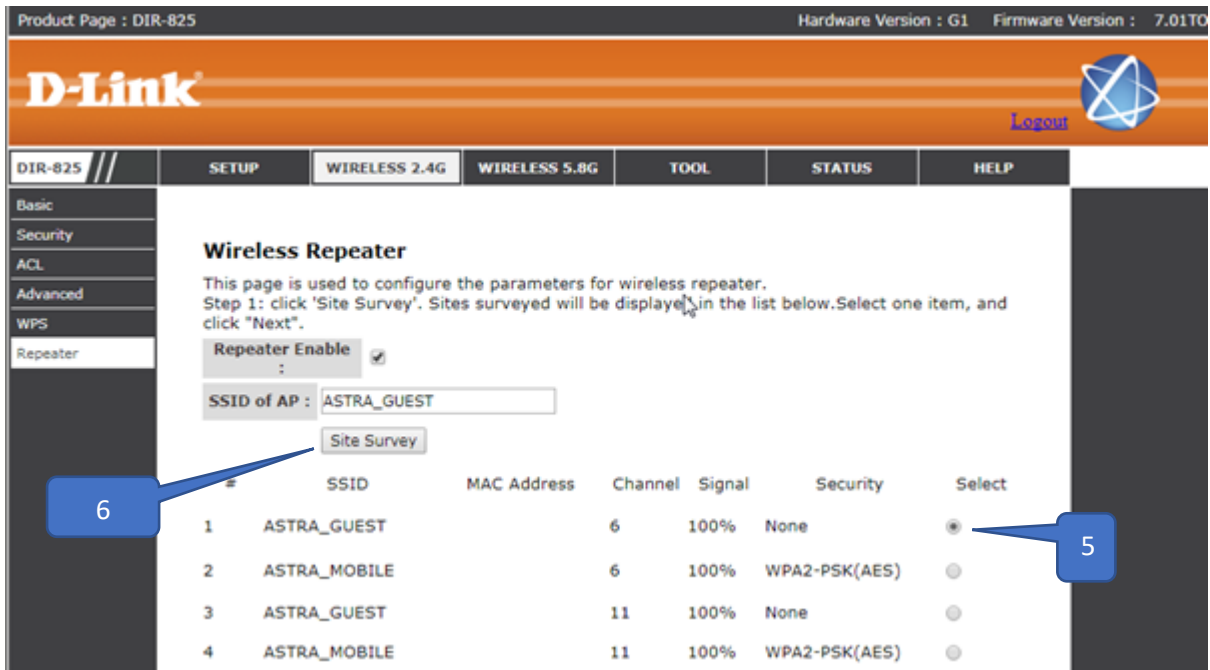 Product Page : DIR-825 Hardware Version : G1 Firmware Version : 7.01TO
D-Link
Logout
DIR-825 SETUP WIRELESS 2.4G WIRELESS 5.8G TOOL STATUS HELP
Basic
Security
ACL
Advanced
WPS
Repeater
Wireless Repeater
This page is used to configure the parameters for wireless repeater.
Step 1: click 'Site Survey'. Sites surveyed will be displayed in the list below.Select one item, and
click "Next".
Repeater Enable
:
SSID of AP : ASTRA_GUEST
Site Survey
6
# SSID MAC Address Channel Signal Security Select
1 ASTRA_GUEST 6 100% None
5
2 ASTRA_MOBILE 6 100% WPA2-PSK(AES)
3 ASTRA_GUEST 11 100% None
4 ASTRA_MOBILE 11 100% WPA2-PSK(AES)